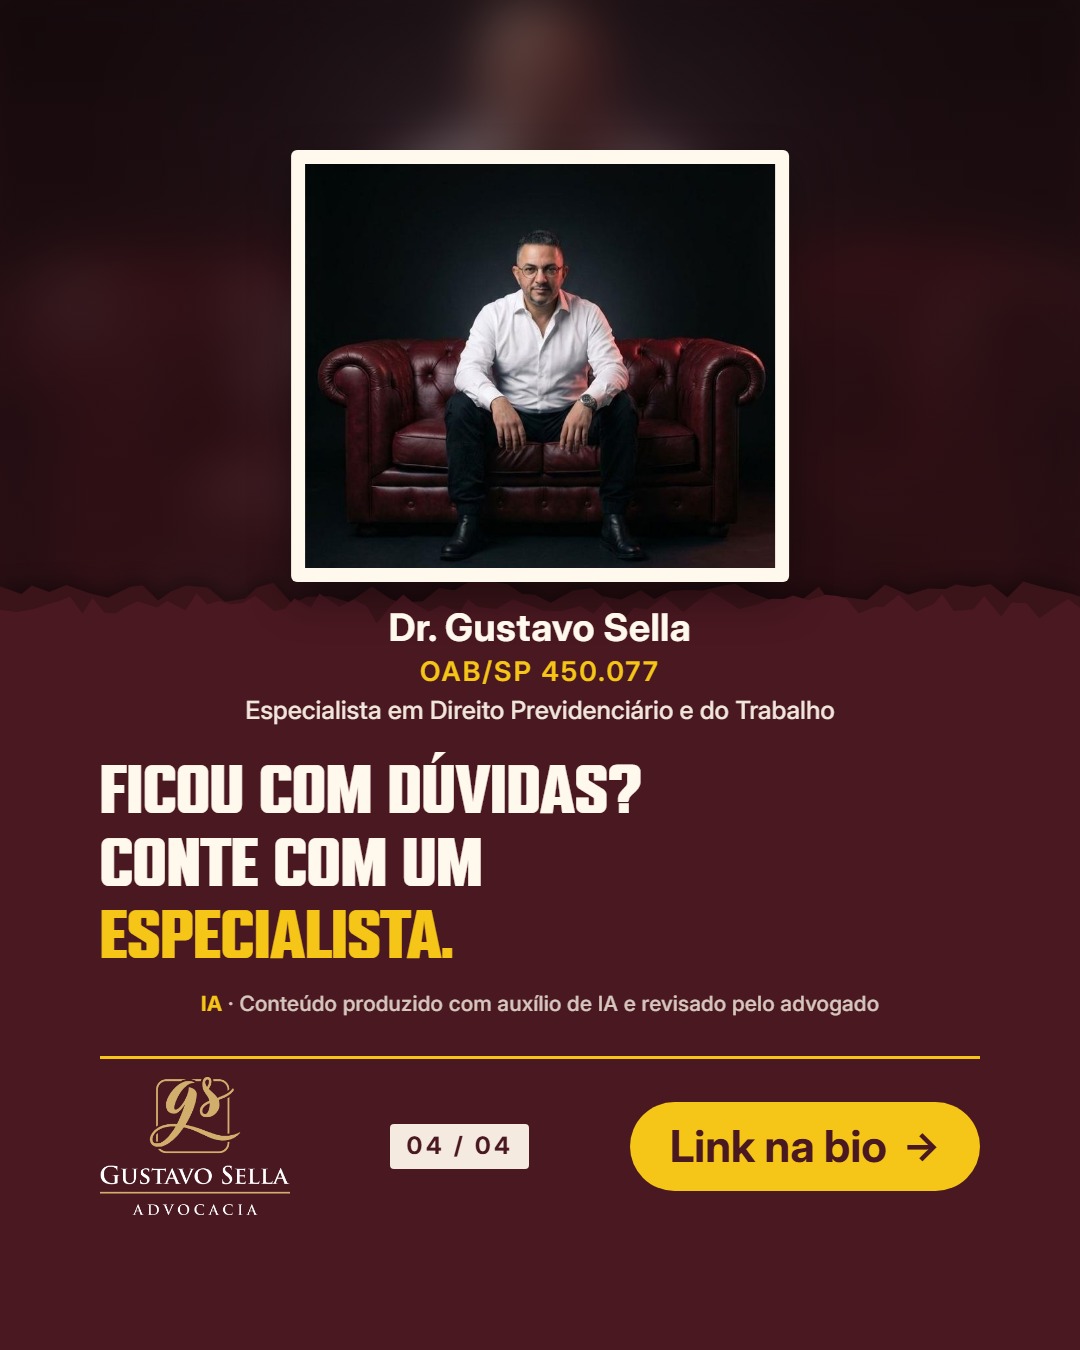 Dr. Gustavo Sella
OAB/SP 450.077
Especialista em Direito Previdenciário e do Trabalho
FICOU COM DÚVIDAS?
CONTE COM UM
ESPECIALISTA.
IA · Conteúdo produzido com auxílio de IA e revisado pelo advogado
gs
GUSTAVO SELLA
ADVOCACIA
04 / 04
Link na bio →